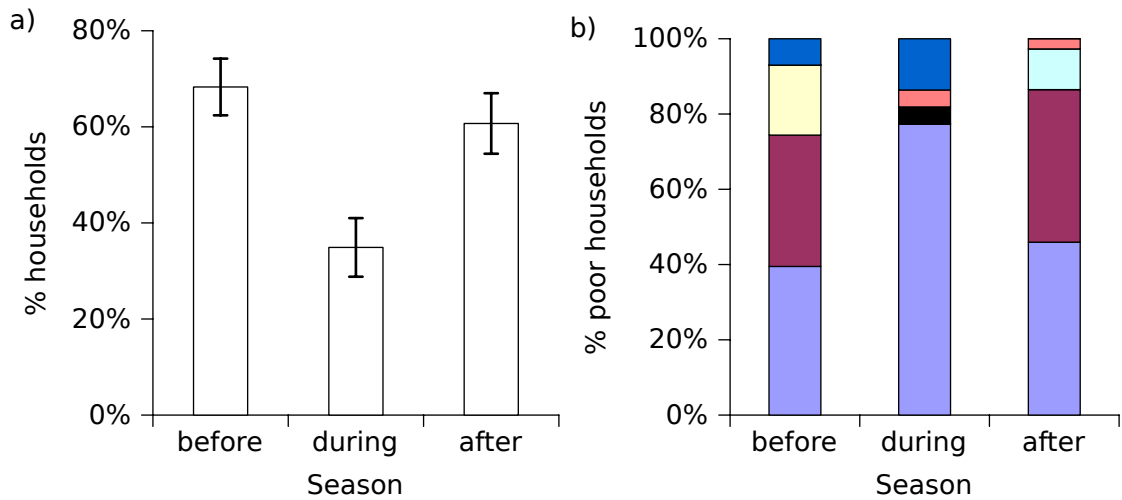 a)
% households
80%
60%
40%
20%
0%
before during after
Season
b)
% poor households
100%
80%
60%
40%
20%
0%
before during after
Season